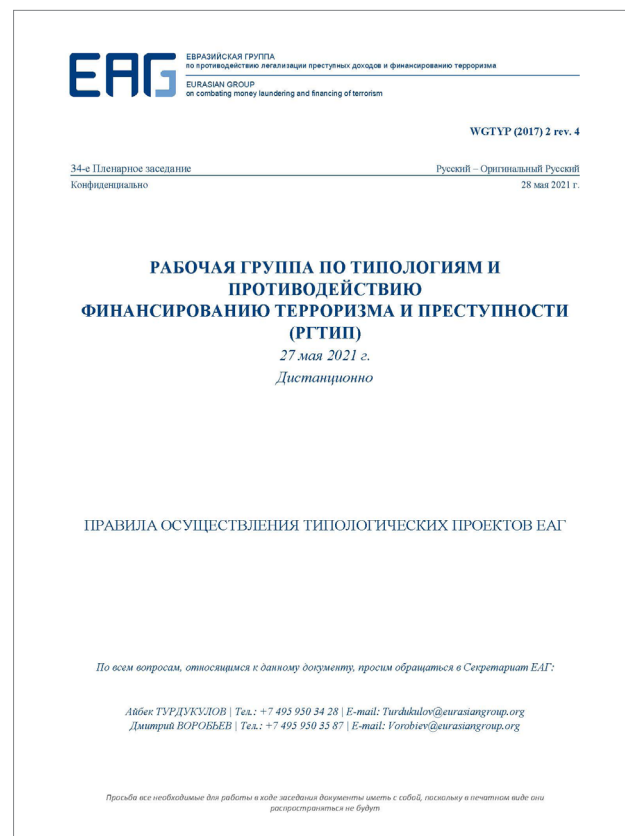 EAG
ЕВРАЗИЙСКАЯ ГРУППА
по противодействию легализации преступных доходов и финансированию терроризма
EURASIAN GROUP
on combating money laundering and financing of terrorism
WGTYP (2017) 2 rev. 4
34-е Пленарное заседание Русский – Оригинальный Русский
Конфиденциально 28 мая 2021 г.
РАБОЧАЯ ГРУППА ПО ТИПОЛОГИЯМ И
ПРОТИВОДЕЙСТВИЮ
ФИНАНСИРОВАНИЮ ТЕРРОРИЗМА И ПРЕСТУПНОСТИ
(РГТИП)
27 мая 2021 г.
Дистанционно
ПРАВИЛА ОСУЩЕСТВЛЕНИЯ ТИПОЛОГИЧЕСКИХ ПРОЕКТОВ ЕАГ
По всем вопросам, относящимся к данному документу, просим обращаться в Секретариат ЕАГ:
Айбек ТУРДУКУЛОВ | Тел.: +7 495 950 34 28 | E-mail: Turdukulov@eurasiangroup.org
Дмитрий ВОРОБЬЕВ | Тел.: +7 495 950 35 87 | E-mail: Vorobiev@eurasiangroup.org
Просьба все необходимые для работы в ходе заседания документы иметь с собой, поскольку в печатном виде они
распространяться не будут